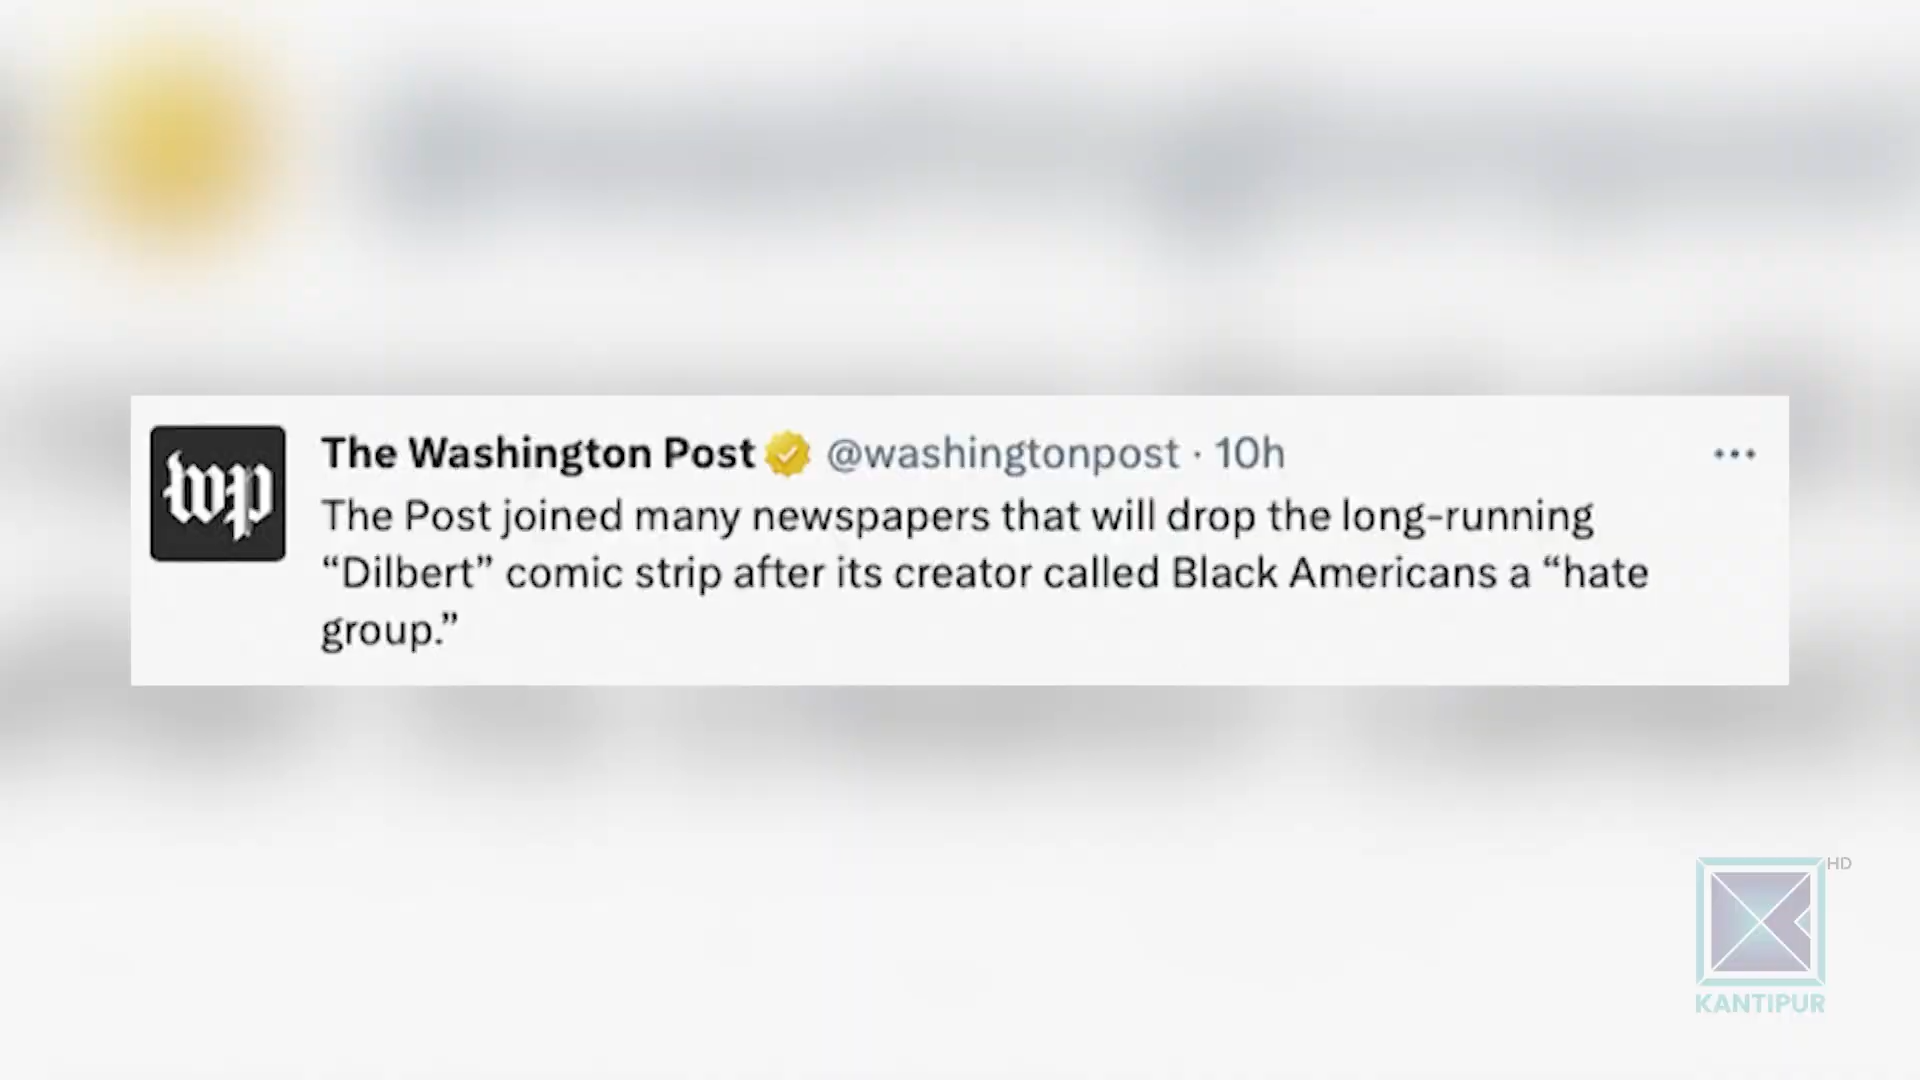 The Washington Post @washingtonpost · 10h
The Post joined many newspapers that will drop the long-running
“Dilbert” comic strip after its creator called Black Americans a “hate
group.”
wp
HD
KANTIPUR